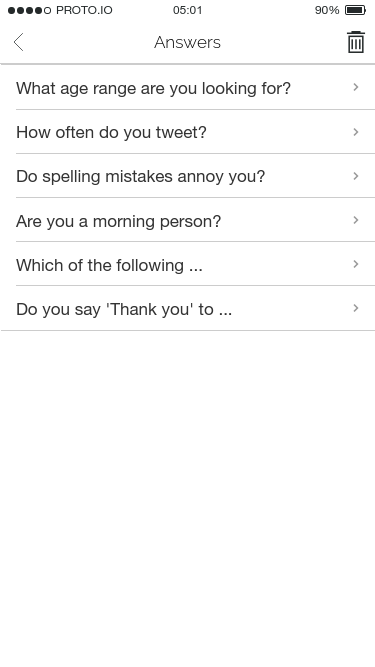 PROTO.IO 05:01 90%
Answers
What age range are you looking for?
How often do you tweet?
Do spelling mistakes annoy you?
Are you a morning person?
Which of the following ...
Do you say 'Thank you' to ...